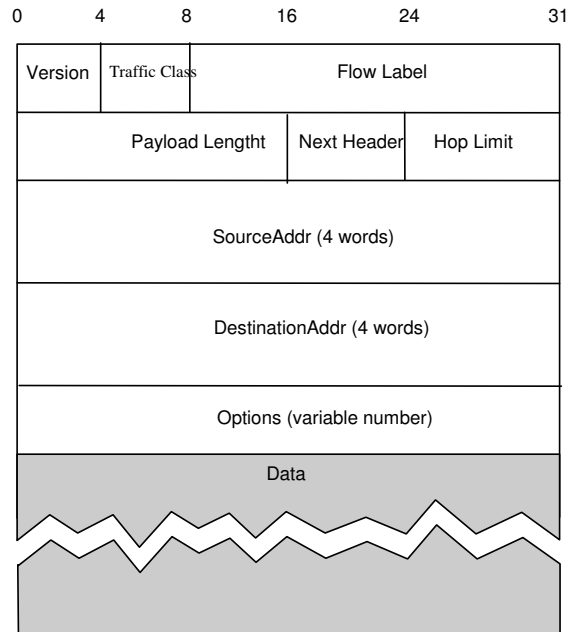 0 4 8 16 24 31
Version Traffic Class Flow Label
Payload Lenght Next Header Hop Limit
SourceAddr (4 words)
DestinationAddr (4 words)
Options (variable number)
Data